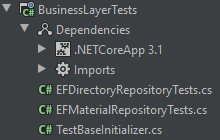 BusinessLayerTests
Dependencies
.NETCoreApp 3.1
Imports
C# EFDirectoryRepositoryTests.cs
C# EFMaterialRepositoryTests.cs
C# TestBaseInitializer.cs